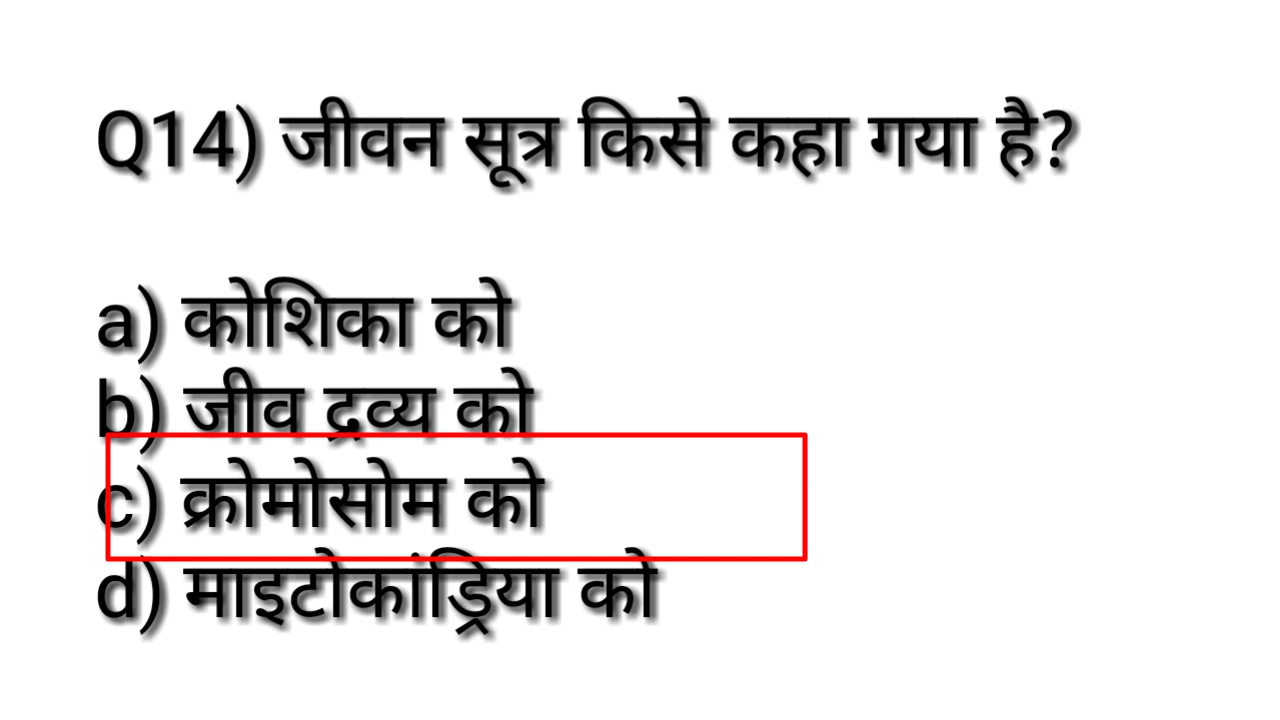 Q14) जीवन सूत्र किसे कहा गया है?
a) कोशिका को
b) जीव द्रव्य को
c) क्रोमोसोम को
d) माइटोकांड्रिया को